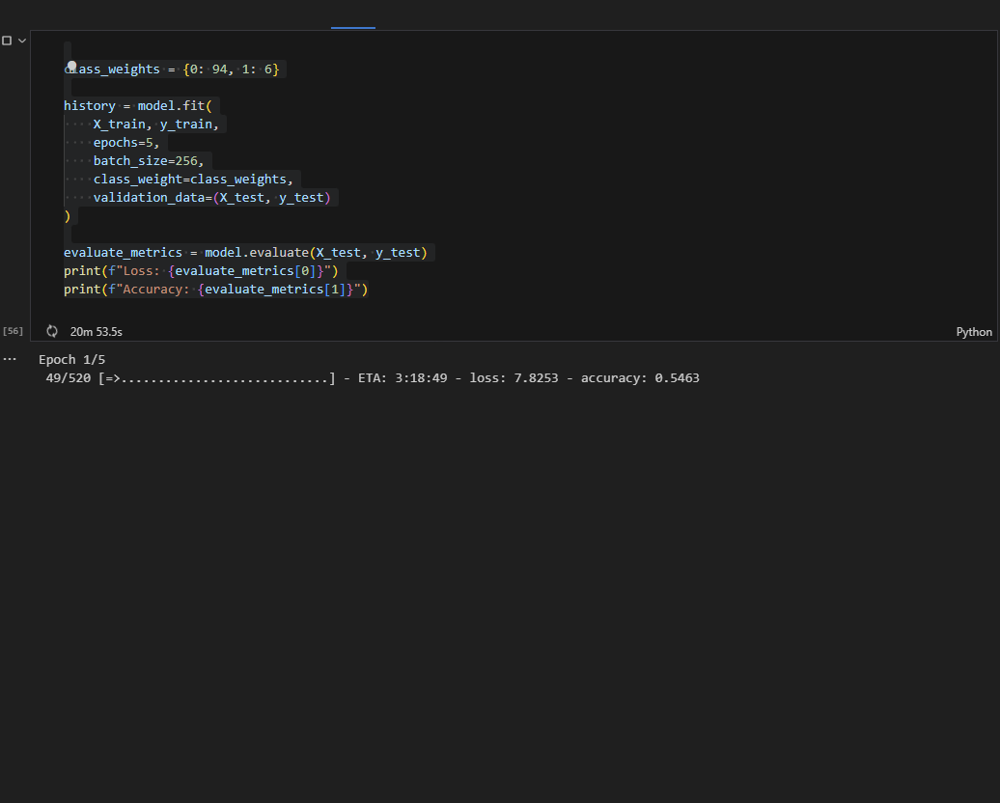 class_weights = {0: 94, 1: 6}
history = model.fit(
    X_train, y_train,
    epochs=5,
    batch_size=256,
    class_weight=class_weights,
    validation_data=(X_test, y_test)
)
evaluate_metrics = model.evaluate(X_test, y_test)
print(f"Loss: {evaluate_metrics[0]}")
print(f"Accuracy: {evaluate_metrics[1]}")
[56] 20m 53.5s Python
... Epoch 1/5
49/520 [=>............................] - ETA: 3:18:49 - loss: 7.8253 - accuracy: 0.5463